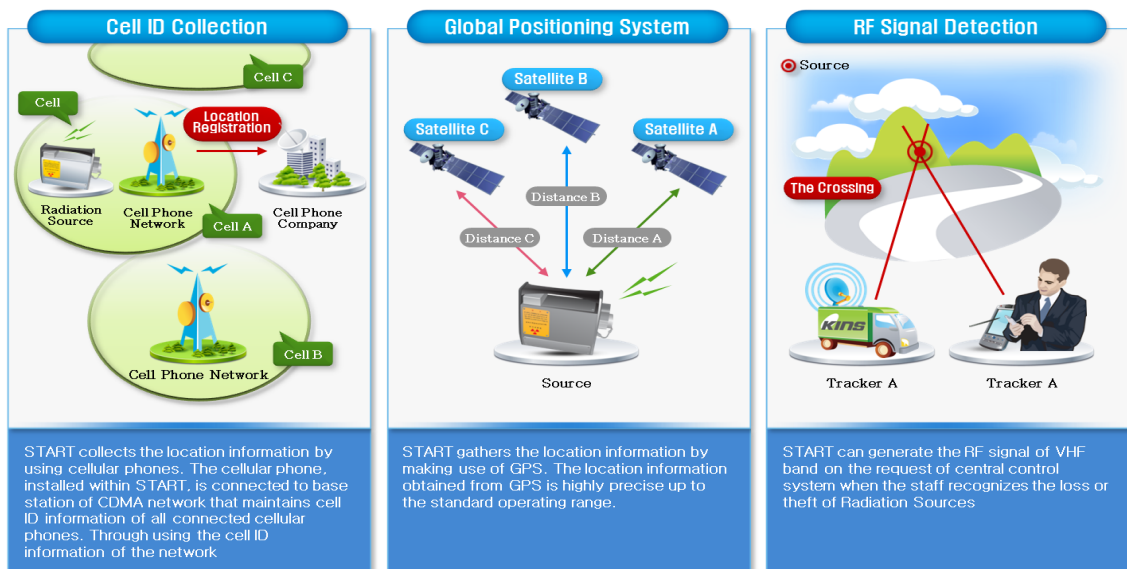 Cell ID Collection
Cell C
Cell
Location
Registration
Radiation
Source
Cell Phone
Network
Cell Phone
Company
Cell A
Cell B
Cell Phone Network
START collects the location information by
using cellular phones. The cellular phone,
installed within START, is connected to base
station of CDMA network that maintains cell
ID information of all connected cellular
phones. Through using the cell ID
information of the network
Global Positioning System
Satellite B
Satellite C
Satellite A
Distance B
Distance C
Distance A
Source
START gathers the location information by
making use of GPS. The location information
obtained from GPS is highly precise up to
the standard operating range.
RF Signal Detection
Source
The Crossing
KINS
Tracker A
Tracker A
START can generate the RF signal of VHF
band on the request of central control
system when the staff recognizes the loss or
theft of Radiation Sources